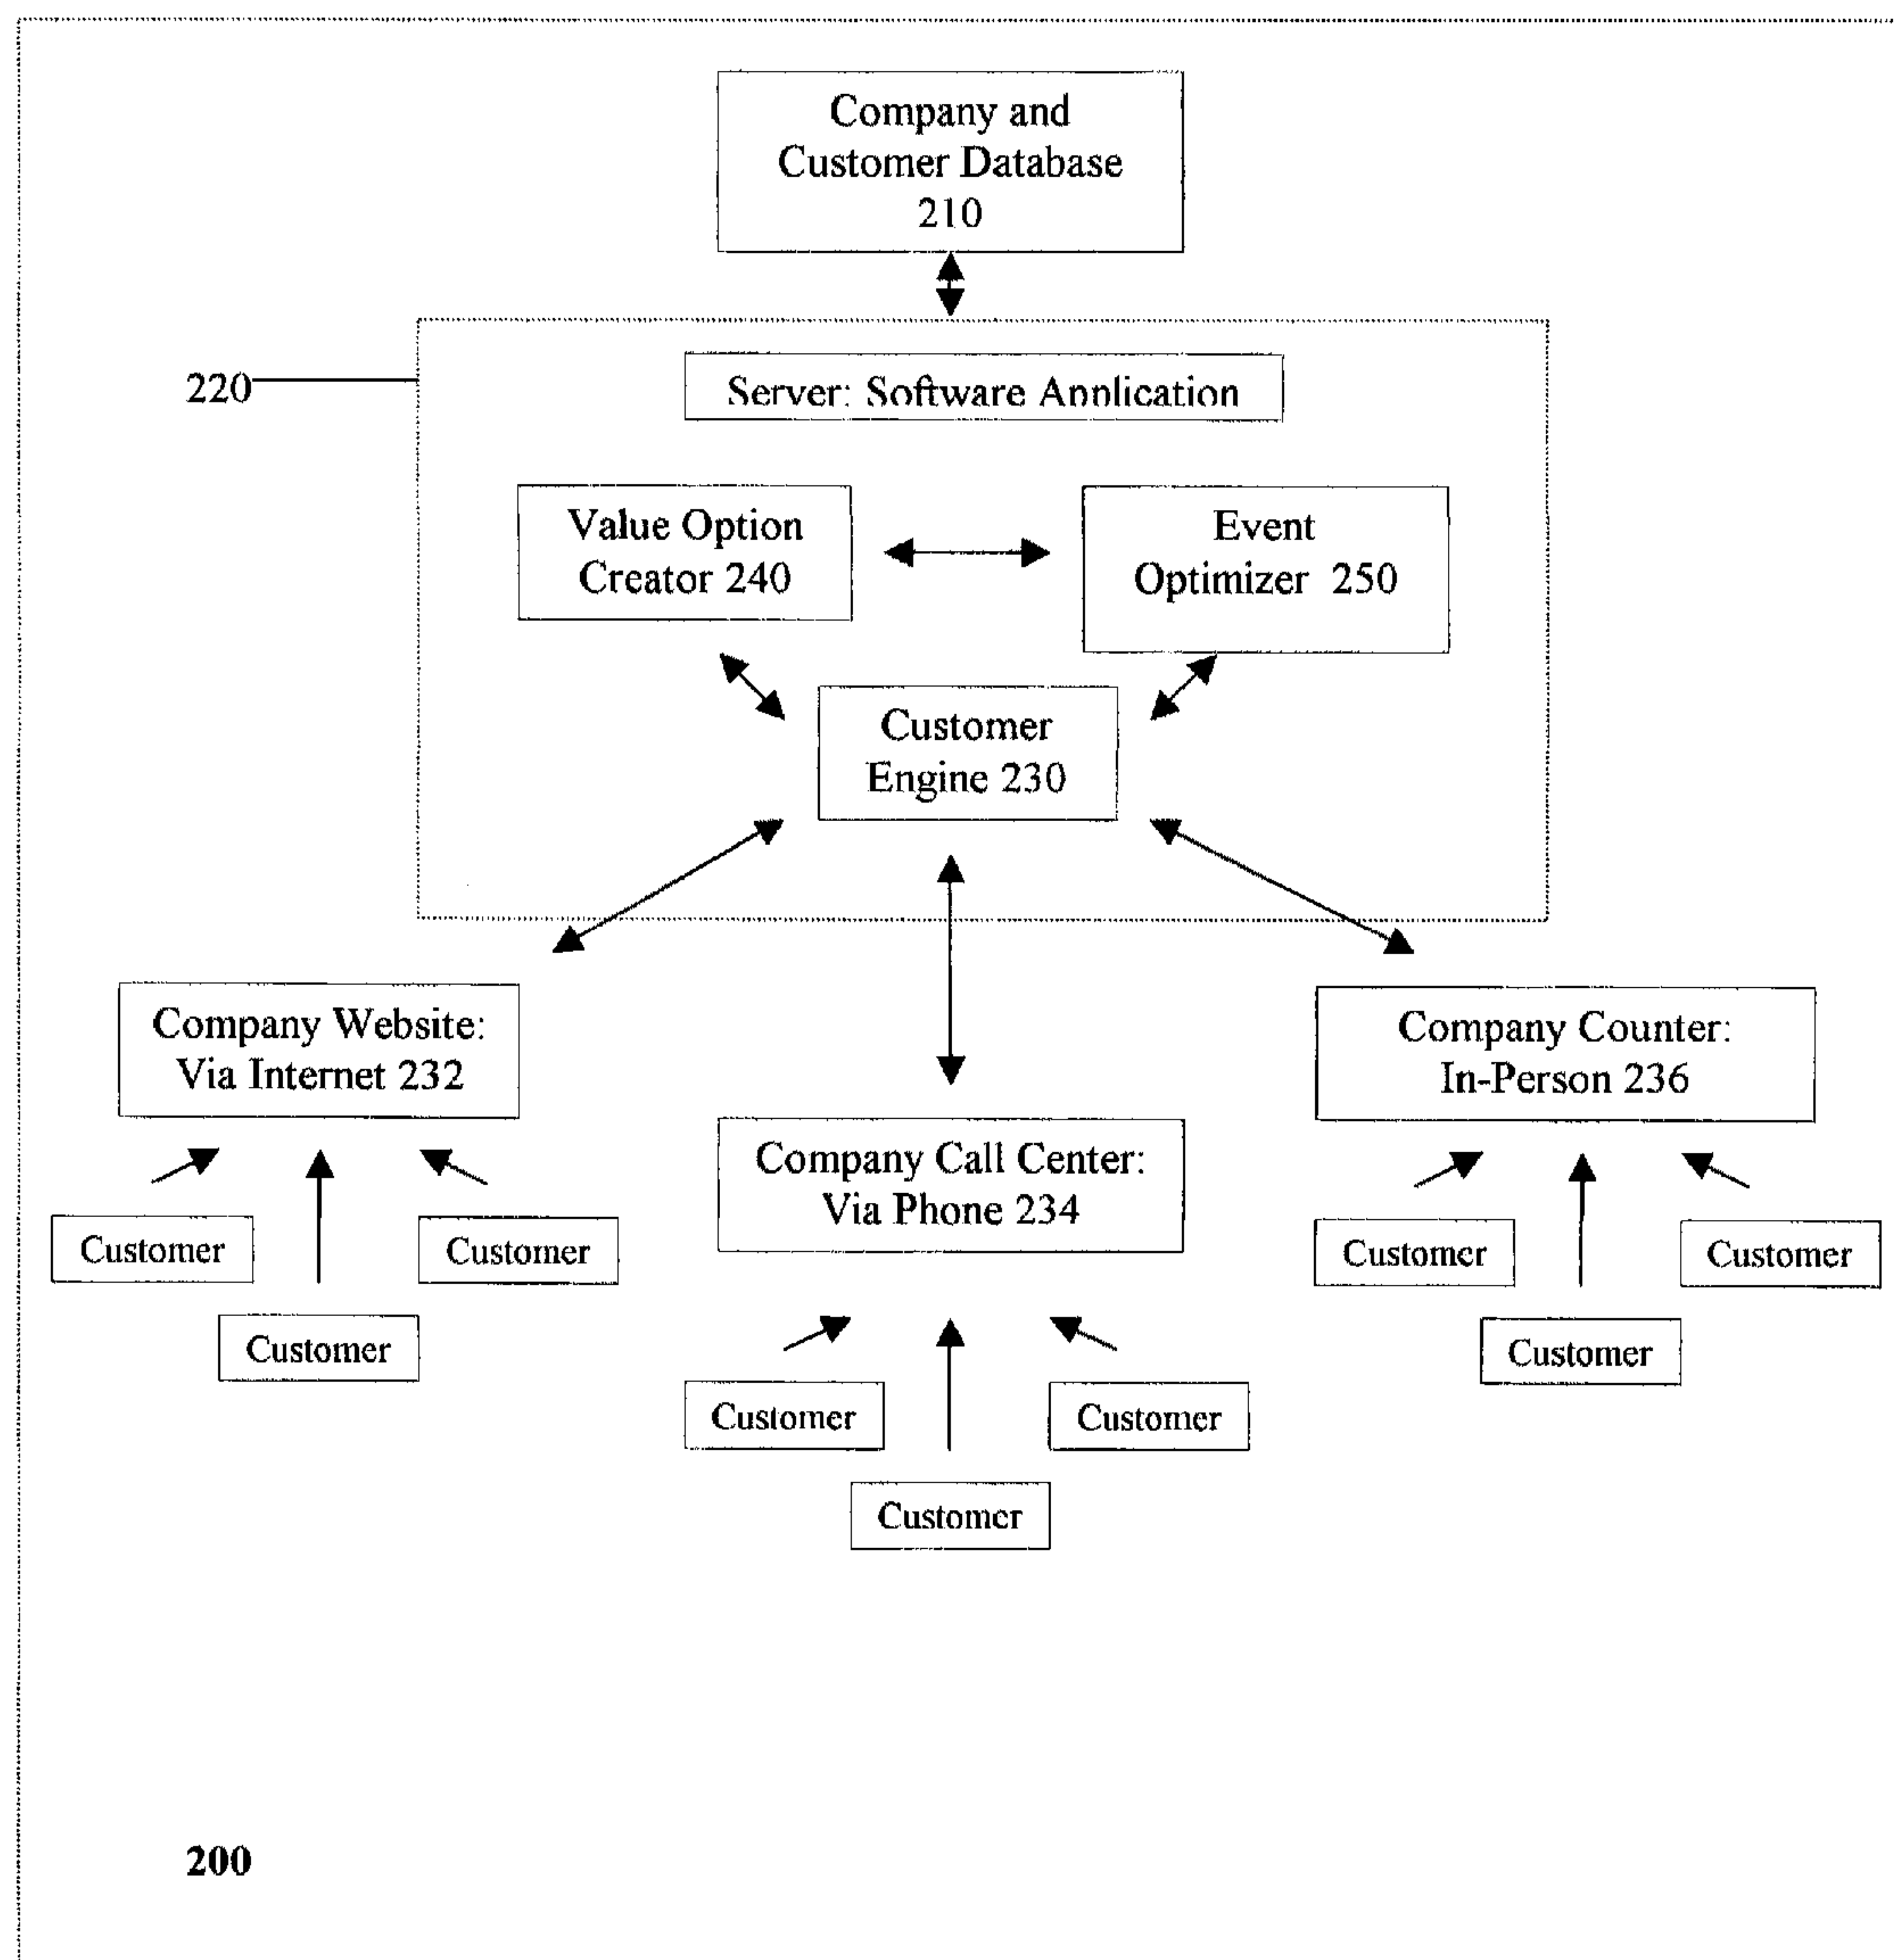 Company and
Customer Database
210
220
Server: Software Application
Value Option
Creator 240
Event
Optimizer 250
Customer
Engine 230
Company Website:
Via Internet 232
Company Call Center:
Via Phone 234
Company Counter:
In-Person 236
Customer
Customer
Customer
Customer
Customer
Customer
Customer
Customer
Customer
200